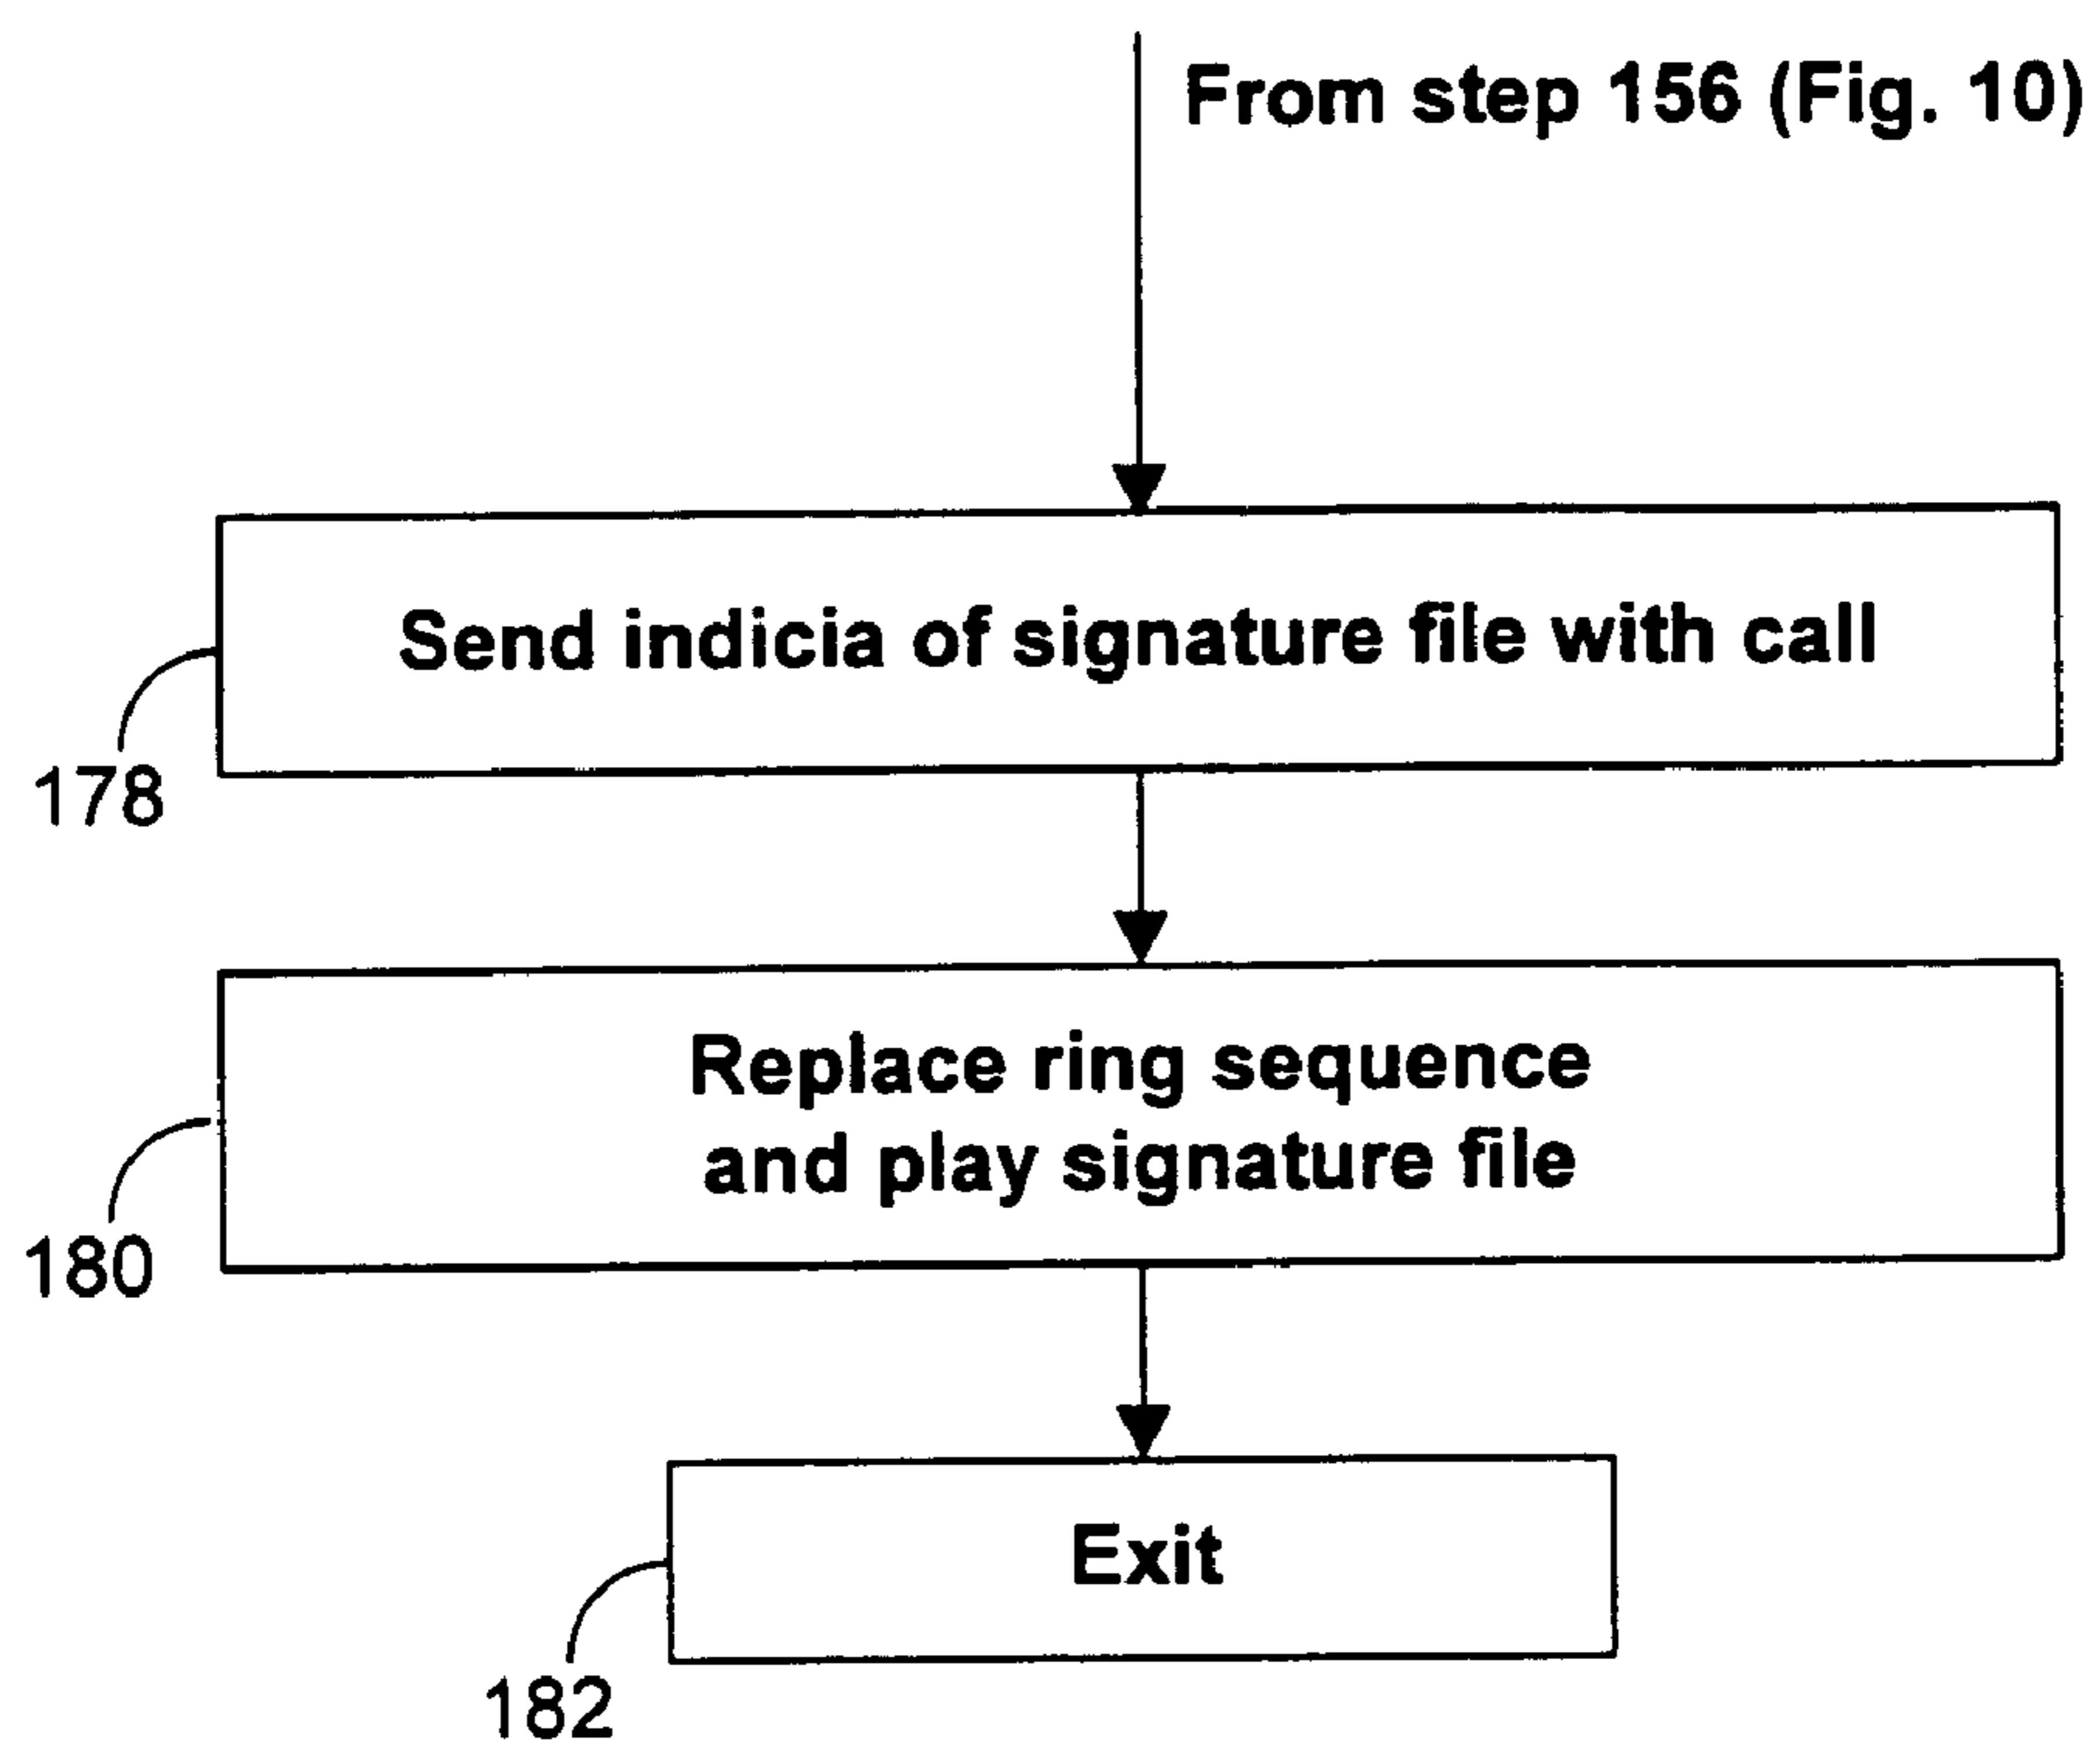 From step 156 (Fig. 10)
Send indicia of signature file with call
178
Replace ring sequence
and play signature file
180
Exit
182